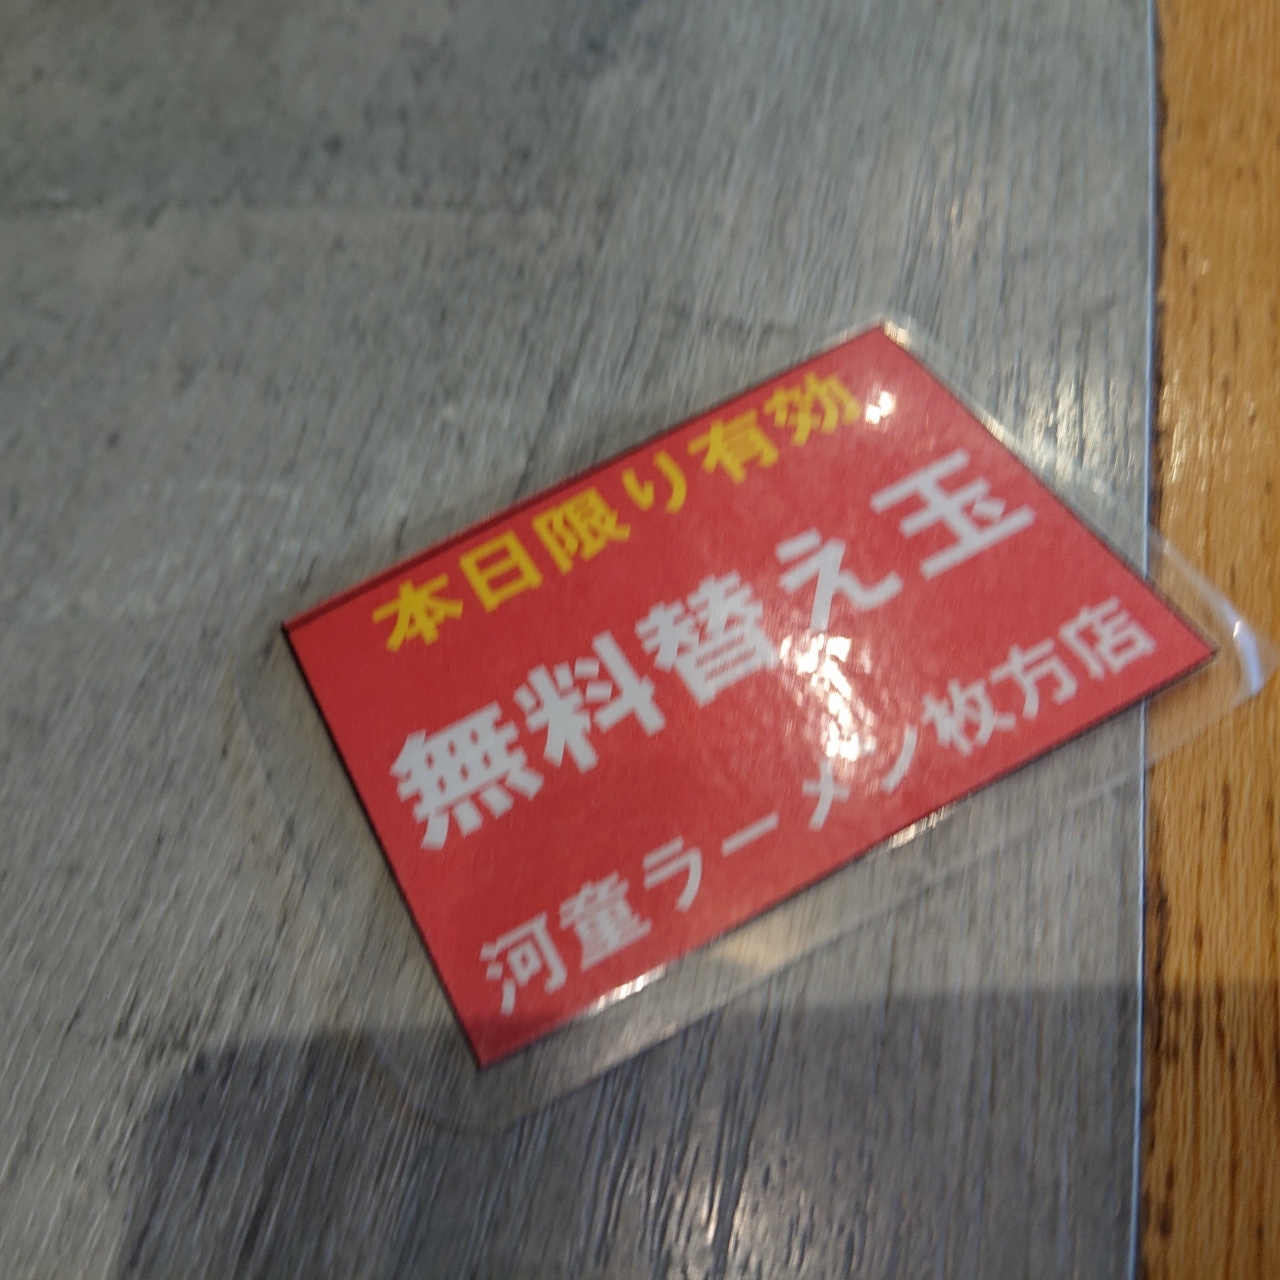 本日限り有効
無料替え玉
河童ラーメン枚方店